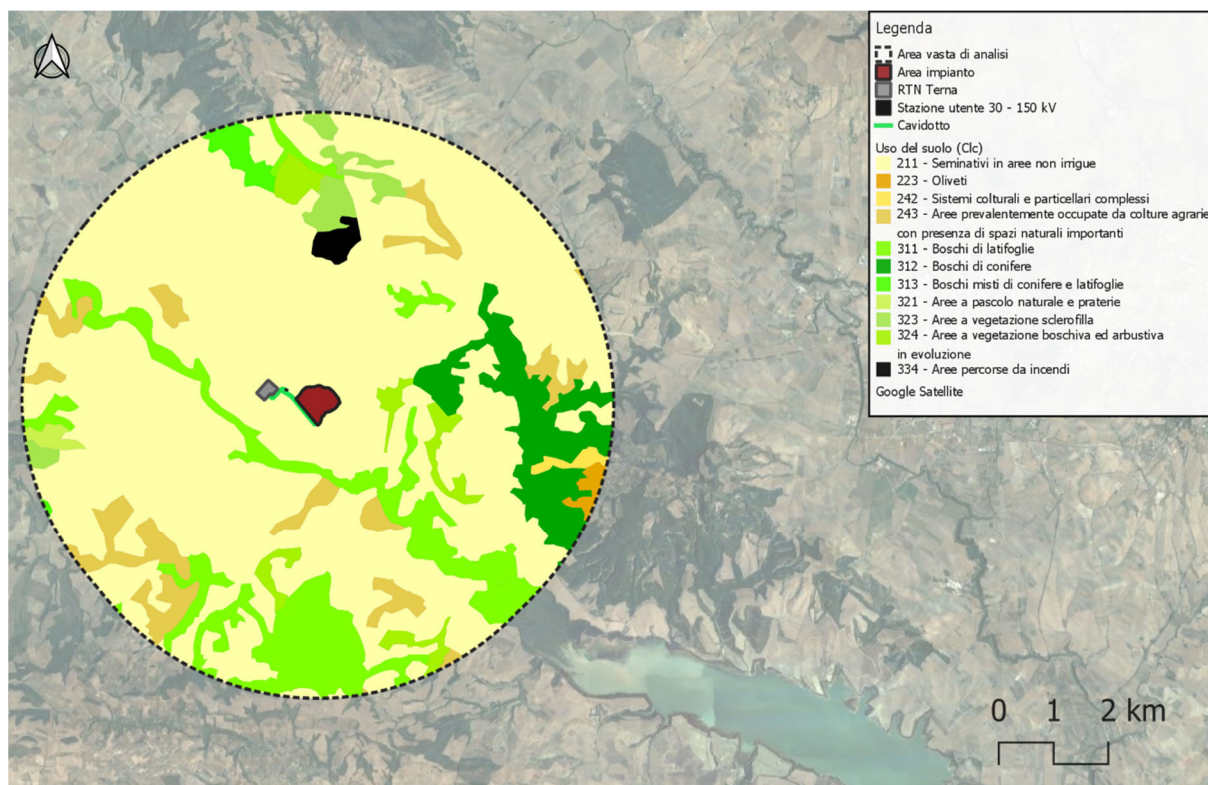 Legenda
Area vasta di analisi
Area impianto
RTN Terna
Stazione utente 30 - 150 kV
Cavidotto
Uso del suolo (Clc)
211 - Seminativi in aree non irrigue
223 - Oliveti
242 - Sistemi colturali e particellari complessi
243 - Aree prevalentemente occupate da colture agrarie
con presenza di spazi naturali importanti
311 - Boschi di latifoglie
312 - Boschi di conifere
313 - Boschi misti di conifere e latifoglie
321 - Aree a pascolo naturale e praterie
323 - Aree a vegetazione sclerofilla
324 - Aree a vegetazione boschiva ed arbustiva
in evoluzione
334 - Aree percorse da incendi
Google Satellite
0 1 2 km